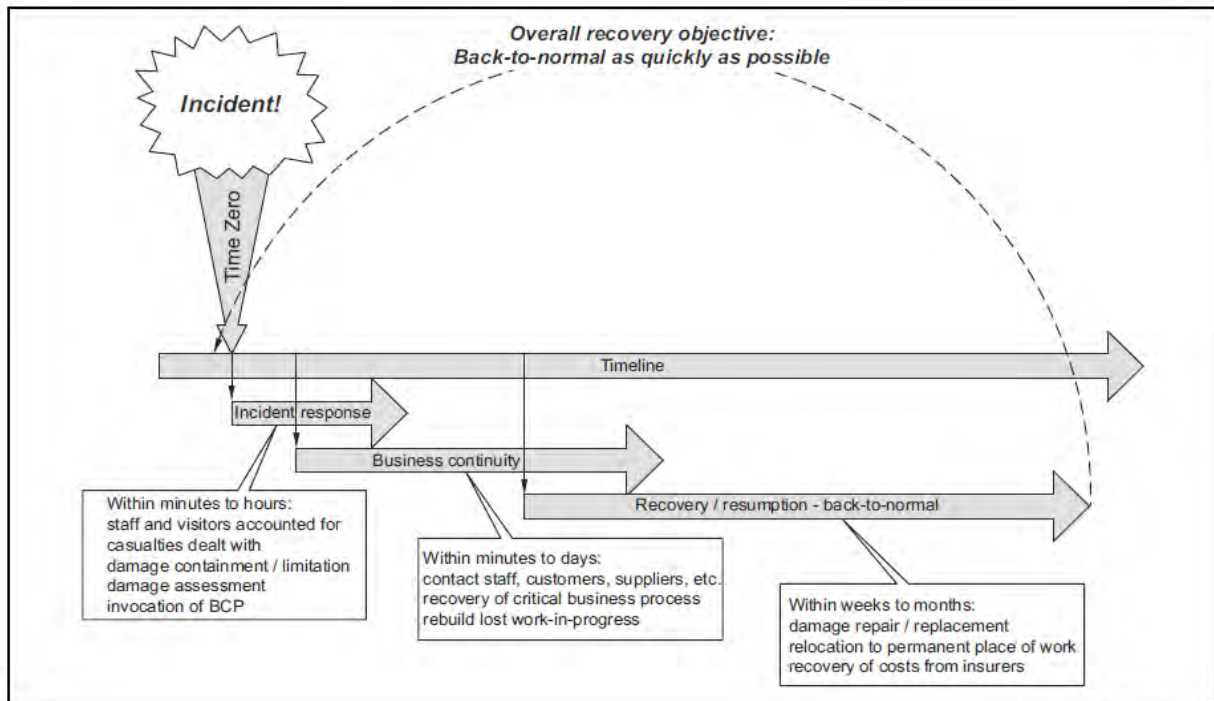 Overall recovery objective:
Back-to-normal as quickly as possible
Incident!
Time Zero
Timeline
Incident response
Business continuity
Recovery / resumption - back-to-normal
Within minutes to hours:
staff and visitors accounted for
casualties dealt with
damage containment / limitation
damage assessment
invocation of BCP
Within minutes to days:
contact staff, customers, suppliers, etc.
recovery of critical business process
rebuild lost work-in-progress
Within weeks to months:
damage repair / replacement
relocation to permanent place of work
recovery of costs from insurers